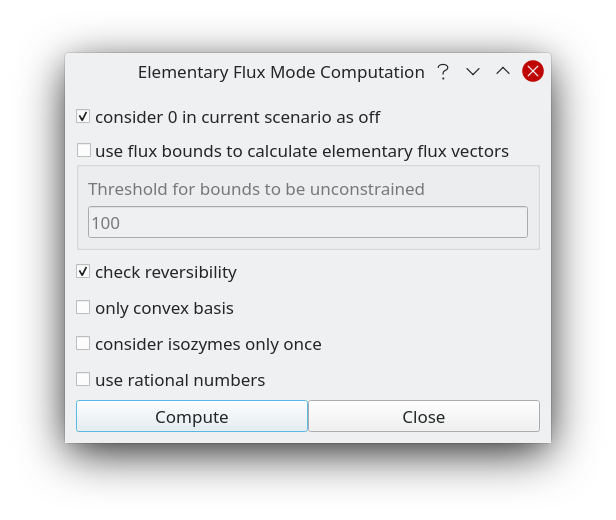 Elementary Flux Mode Computation
consider 0 in current scenario as off
use flux bounds to calculate elementary flux vectors
Threshold for bounds to be unconstrained
100
check reversibility
only convex basis
consider isozymes only once
use rational numbers
Compute Close